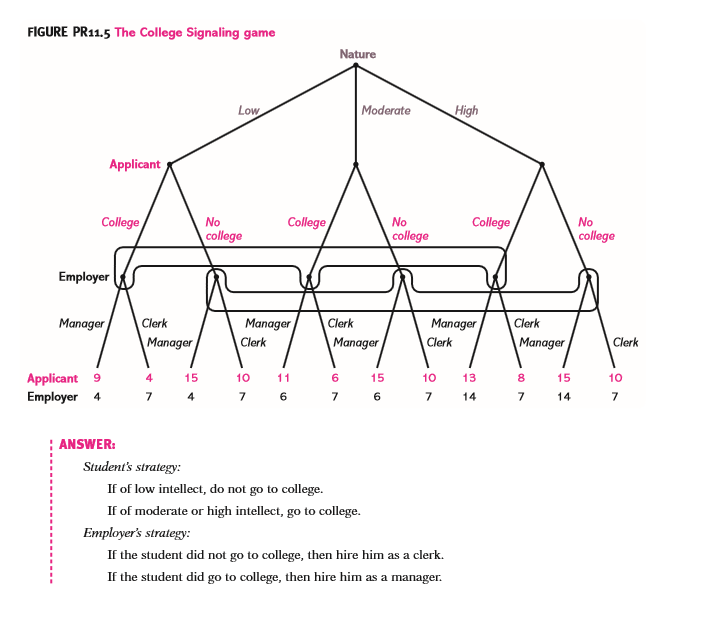 FIGURE PR11.5 The College Signaling game
Nature
Low Moderate High
Applicant
College No college College No college College No college
Employer
Manager Clerk Manager Clerk Manager Clerk
Manager Clerk Manager Clerk Manager Clerk
Applicant 9 4 15 10 11 6 15 10 13 8 15 10
Employer 4 7 4 7 6 7 6 7 14 7 14 7
ANSWER:
Student's strategy:
If of low intellect, do not go to college.
If of moderate or high intellect, go to college.
Employer's strategy:
If the student did not go to college, then hire him as a clerk.
If the student did go to college, then hire him as a manager.